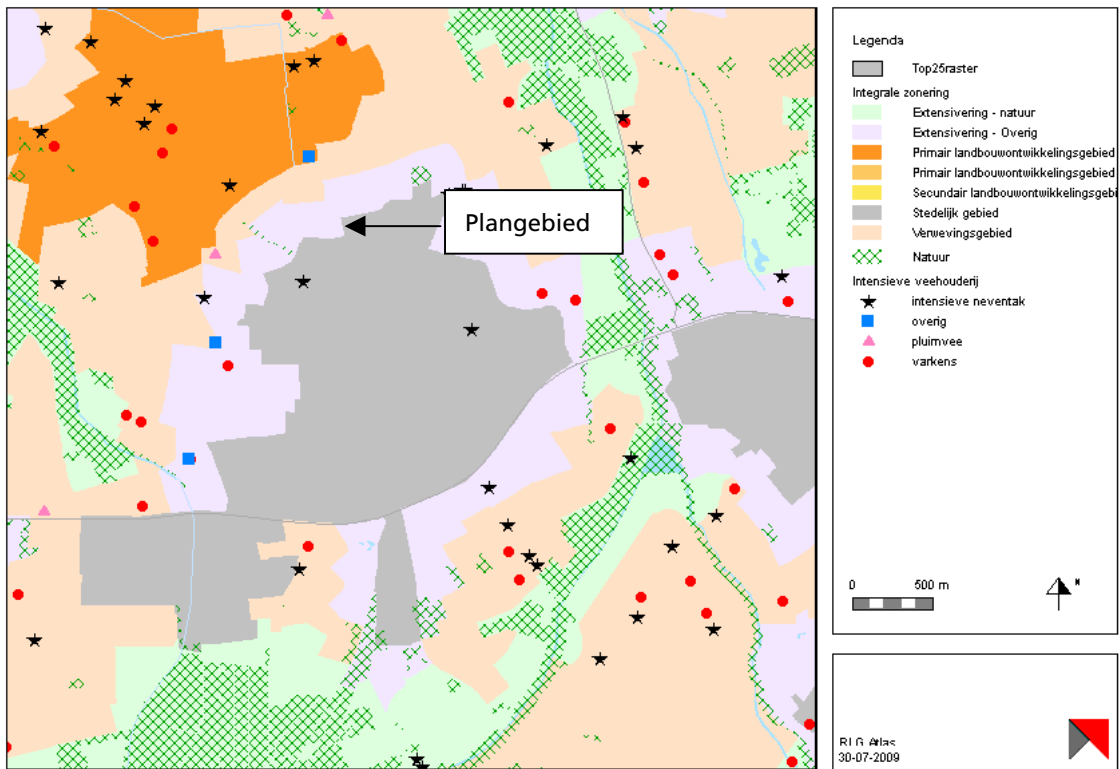 Plangebied
Legenda
Top25raster
Integrale zonering
Extensivering - natuur
Extensivering - Overig
Primair landbouwontwikkelingsgebied
Primair landbouwontwikkelingsgebied
Secundair landbouwontwikkelingsgebi
Stedelijk gebied
Verwevingsgebied
Natuur
Intensieve veehouderij
intensieve neventak
overig
pluimvee
varkens
0 500 m
N
RLG Atlas
30-07-2009